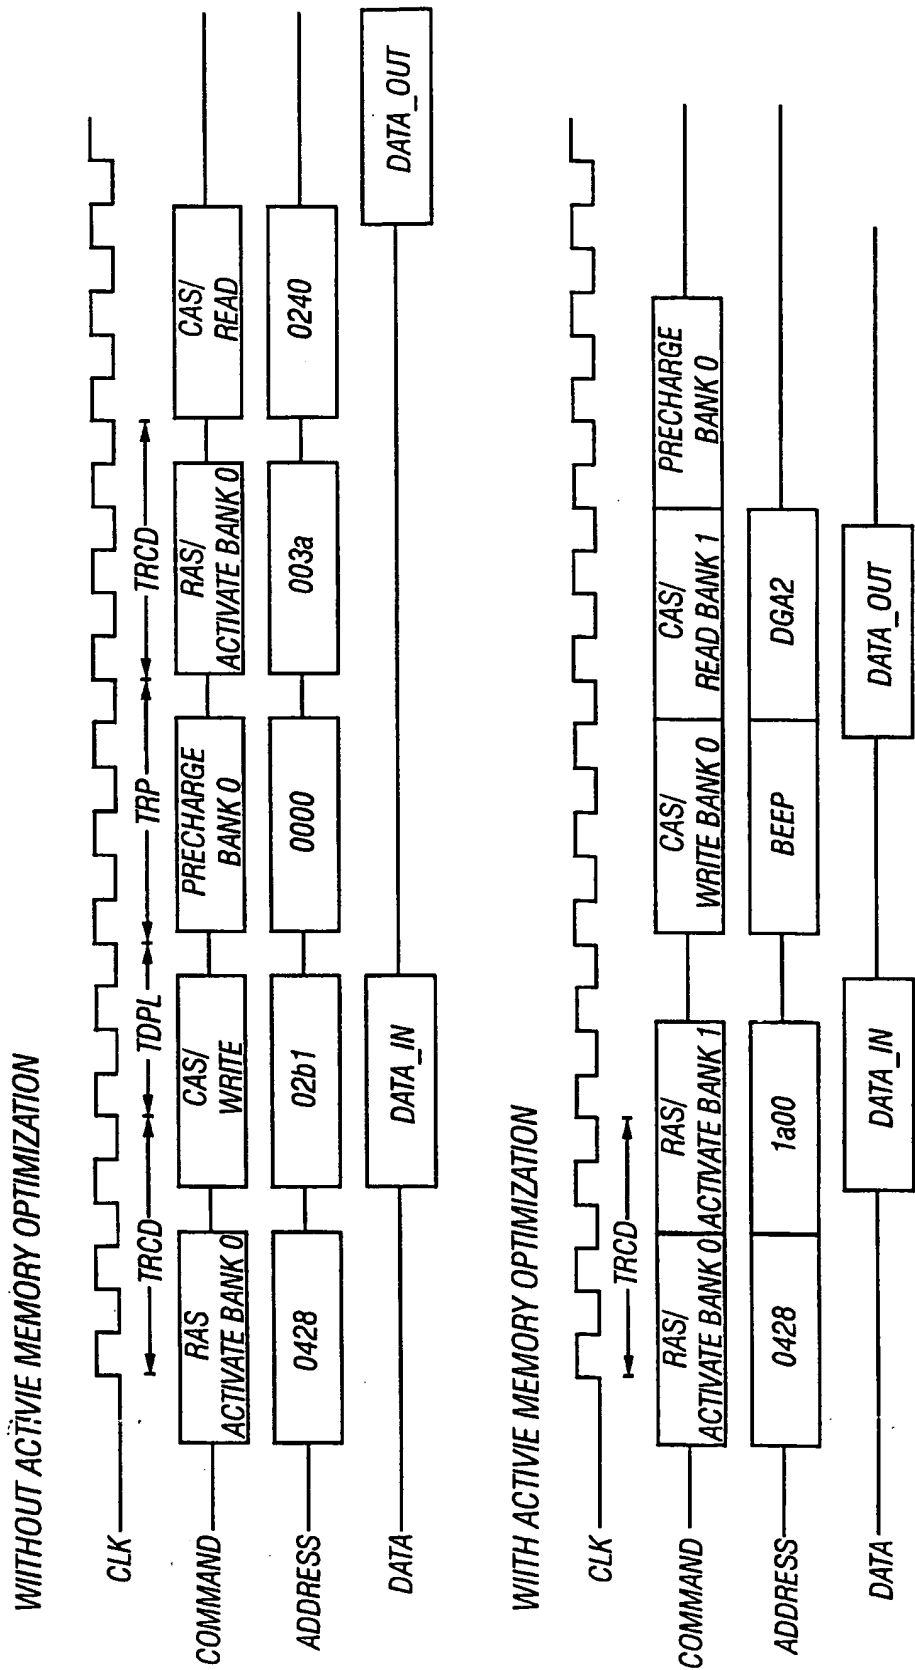 WIITHOUT ACTIVIE MEMORY OPTIMIZATION
CLK
TRCD
TDPL
TRP
TRCD
COMMAND
RAS
ACTIVATE BANK 0
CAS/
WRITE
PRECHARGE
BANK 0
RAS/
ACTIVATE BANK 0
CAS/
READ
ADDRESS
0428
02b1
0000
003a
0240
DATA
DATA_IN
DATA_OUT
WIITH ACTIVIE MEMORY OPTIMIZATION
CLK
TRCD
COMMAND
RAS/
ACTIVATE BANK 0
RAS/
ACTIVATE BANK 1
CAS/
WRITE BANK 0
CAS/
READ BANK 1
PRECHARGE
BANK 0
ADDRESS
0428
1a00
BEEP
DGA2
DATA
DATA_IN
DATA_OUT